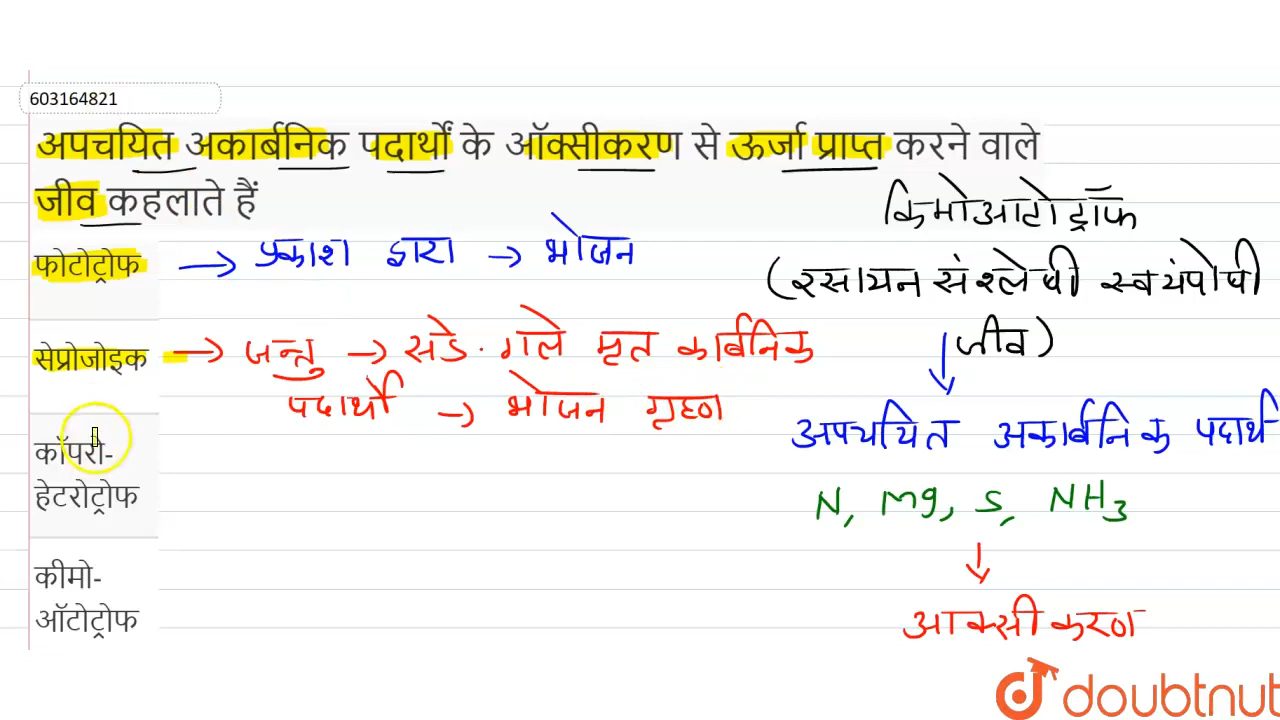 603164821
अपचयित अकार्बनिक पदार्थों के ऑक्सीकरण से ऊर्जा प्राप्त करने वाले
जीव कहलाते हैं
किमोआटोट्रॉफ
फोटोट्रोफ → प्रकाश द्वारा → भोजन
(रसायन संश्लेषी स्वयंपोषी
जीव)
सेप्रोजोइक → जन्तु → सडे. गले मृत कार्बनिक
पदार्थों → भोजन गृहण
अपचयित अकार्बनिक पदार्थ
कॉपरो-
हेटरोट्रोफ
N, Mg, S, NH3
कीमो-
ऑटोट्रोफ
आक्सीकरण
doubtnut